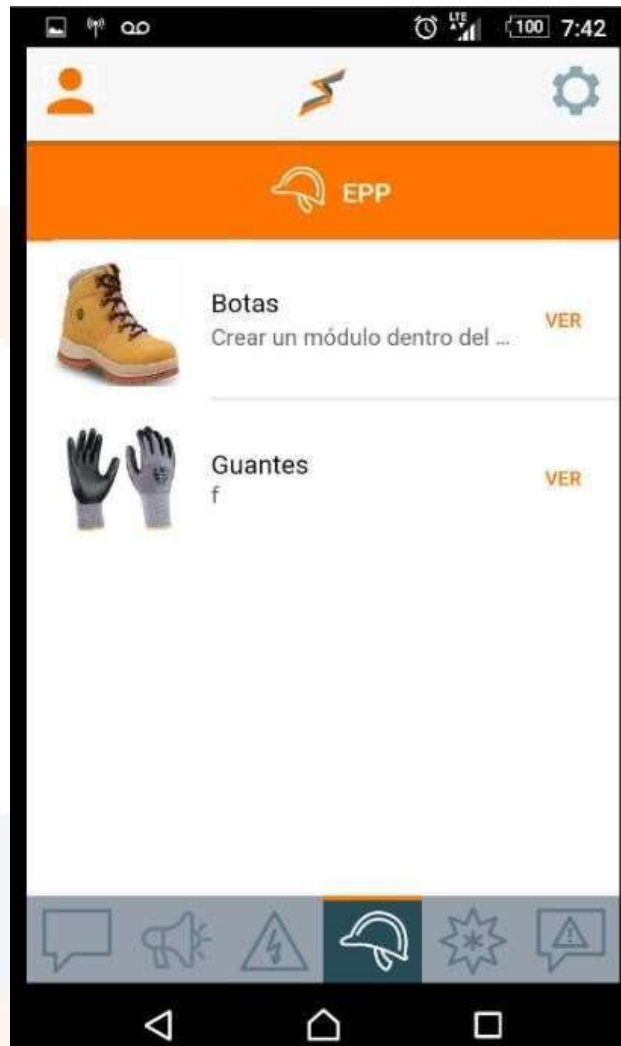 LTE 100 7:42
EPP
Botas
Crear un módulo dentro del ...
VER
Guantes
f
VER